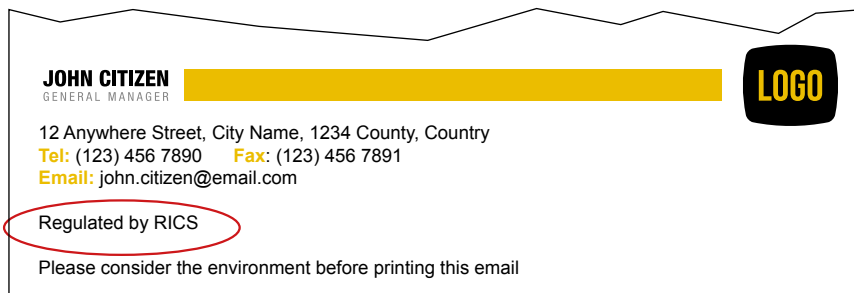 JOHN CITIZEN
GENERAL MANAGER
LOGO
12 Anywhere Street, City Name, 1234 County, Country
Tel: (123) 456 7890 Fax: (123) 456 7891
Email: john.citizen@email.com
Regulated by RICS
Please consider the environment before printing this email